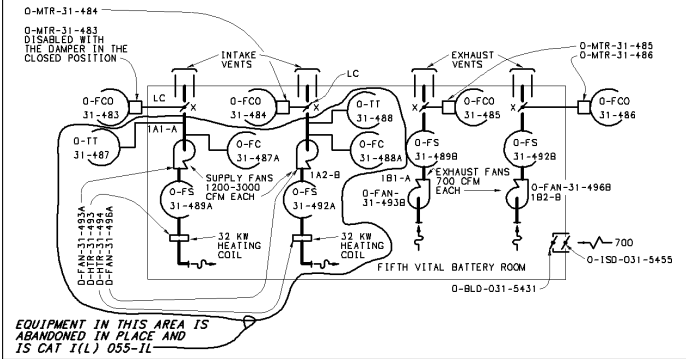 0-MTR-31-484
0-MTR-31-483
DISABLED WITH
THE DAMPER IN THE
CLOSED POSITION
INTAKE
VENTS
EXHAUST
VENTS
0-MTR-31-485
0-MTR-31-486
LC
LC
X
X
X
X
0-FCO
31-483
0-FCO
31-484
0-TT
31-488
0-FCO
31-485
0-FCO
31-486
1A1-A
0-TT
31-487
0-FC
31-487A
0-FC
31-488A
0-FS
31-489B
0-FS
31-492B
SUPPLY FANS
1200-3000
CFM EACH
1A2-B
1B1-A
EXHAUST FANS
700 CFM
EACH
0-FAN-
31-493B
0-FAN-31-496B
1B2-B
0-FS
31-489A
0-FS
31-492A
0-FAN-31-493A
0-HTR-31-493
0-HTR-31-494
0-FAN-31-496A
32 KW
HEATING
COIL
32 KW
HEATING
COIL
700
0-ISD-031-5455
FIFTH VITAL BATTERY ROOM
0-BLD-031-5431
EQUIPMENT IN THIS AREA IS
ABANDONED IN PLACE AND
IS CAT I(L) 055-IL